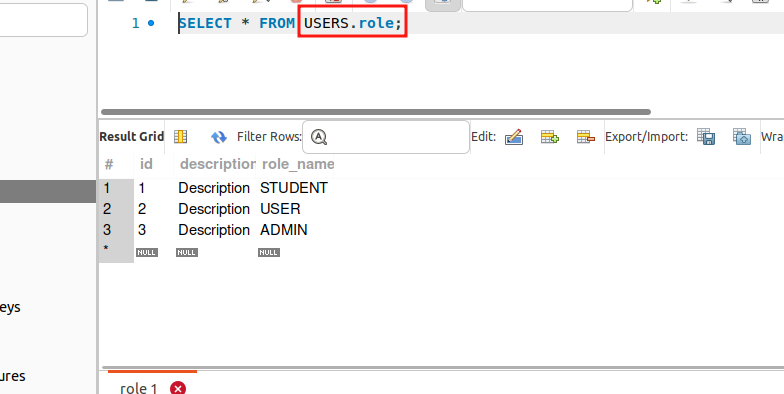 1 SELECT * FROM USERS.role;
Result Grid Filter Rows: Edit: Export/Import: Wra
# id description role_name
1 1 Description STUDENT
2 2 Description USER
3 3 Description ADMIN
* NULL NULL NULL
eys
ures
role 1